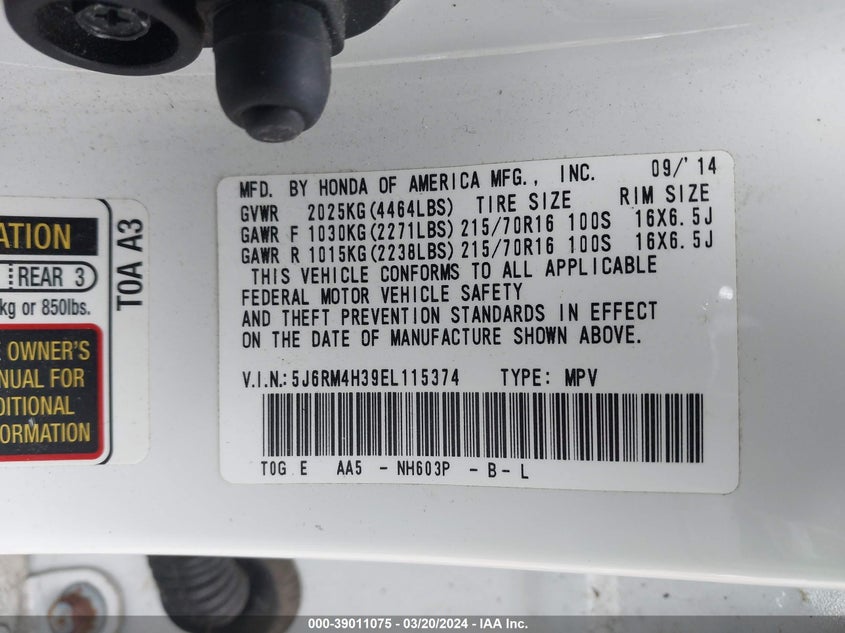 ATION
REAR 3
kg or 850lbs.
E OWNER'S
NUAL FOR
DITIONAL
ORMATION
T0A A3
MFD. BY HONDA OF AMERICA MFG., INC. 09/'14
GVWR 2025KG(4464LBS) TIRE SIZE RIM SIZE
GAWR F 1030KG(2271LBS) 215/70R16 100S 16X6.5J
GAWR R 1015KG(2238LBS) 215/70R16 100S 16X6.5J
THIS VEHICLE CONFORMS TO ALL APPLICABLE
FEDERAL MOTOR VEHICLE SAFETY
AND THEFT PREVENTION STANDARDS IN EFFECT
ON THE DATE OF MANUFACTURE SHOWN ABOVE.
V.I.N.: 5J6RM4H39EL115374 TYPE: MPV
T0G E AA5 - NH603P - B - L
000-39011075 - 03/20/2024 - IAA Inc.